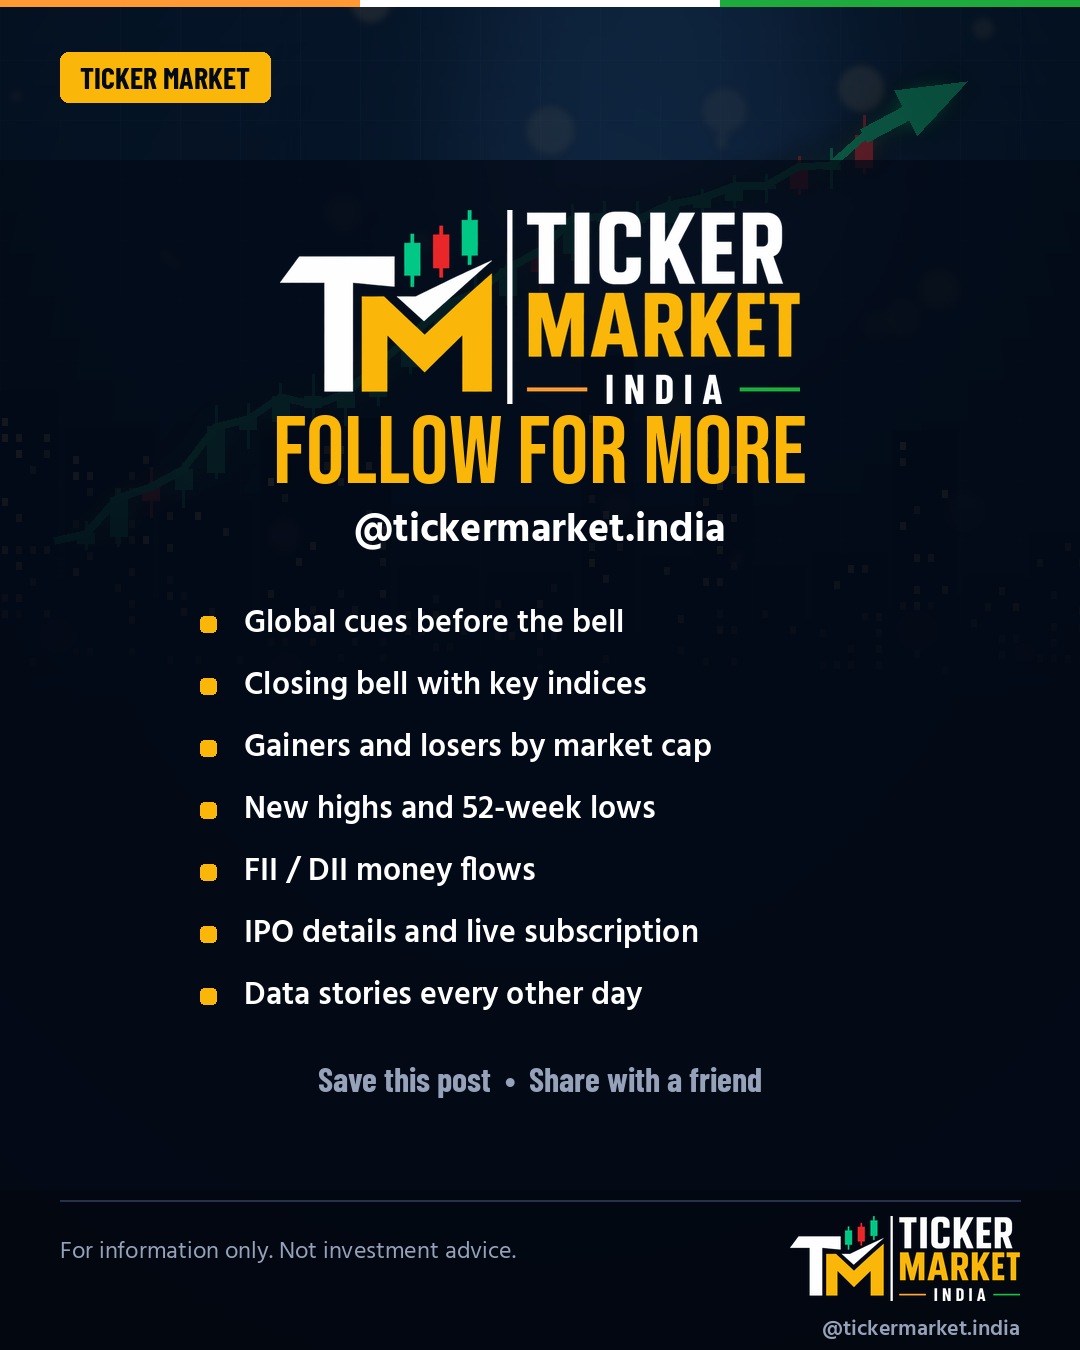 TICKER MARKET
TM
TICKER
MARKET
INDIA
FOLLOW FOR MORE
@tickermarket.india
Global cues before the bell
Closing bell with key indices
Gainers and losers by market cap
New highs and 52-week lows
FII / DII money flows
IPO details and live subscription
Data stories every other day
Save this post • Share with a friend
For information only. Not investment advice.
TM
TICKER
MARKET
INDIA
@tickermarket.india